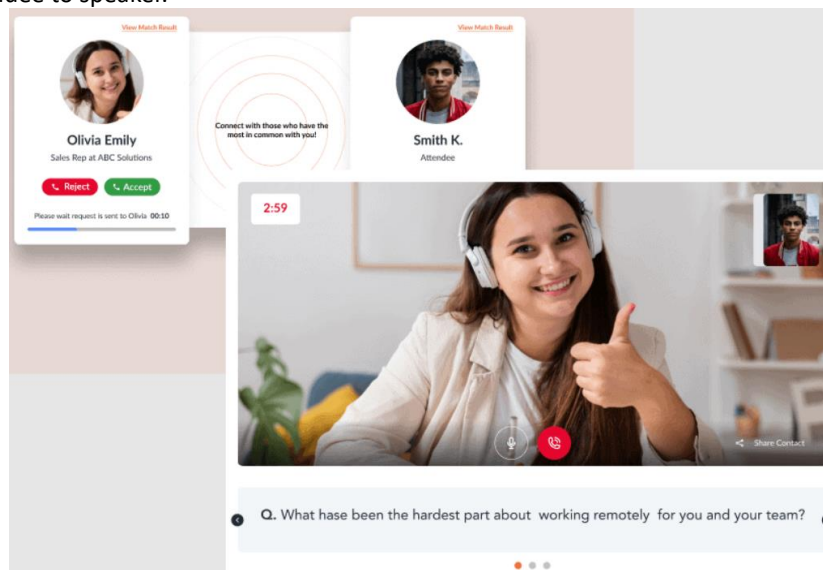 View Match Result
Olivia Emily
Sales Rep at ABC Solutions
Reject
Accept
Please wait request is sent to Olivia 00:10
Connect with those who have the
most in common with you!
View Match Result
Smith K.
Attendee
2:59
Share Contact
Q. What hase been the hardest part about working remotely for you and your team?